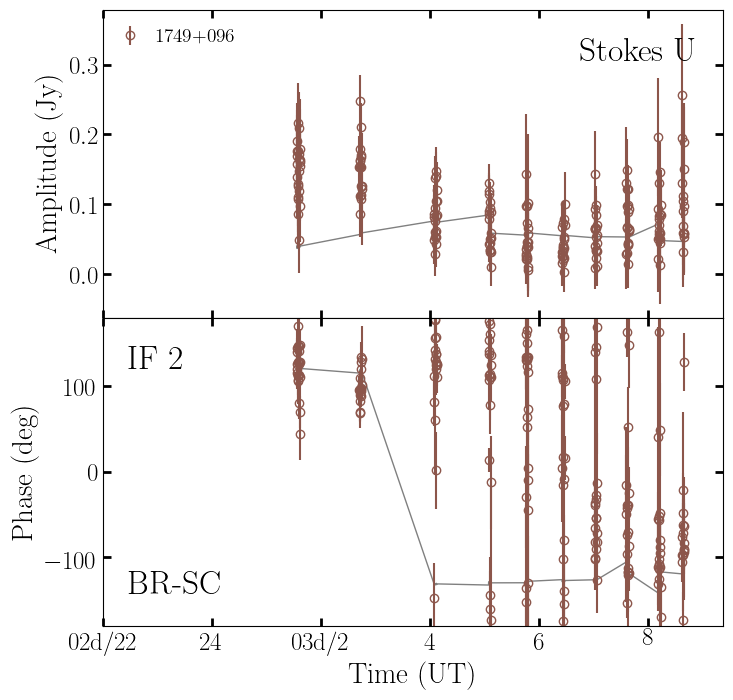 1749+096
Stokes U
Amplitude (Jy)
0.3
0.2
0.1
0.0
IF 2
BR-SC
Phase (deg)
100
0
−100
02d/22
24
03d/2
4
6
8
Time (UT)